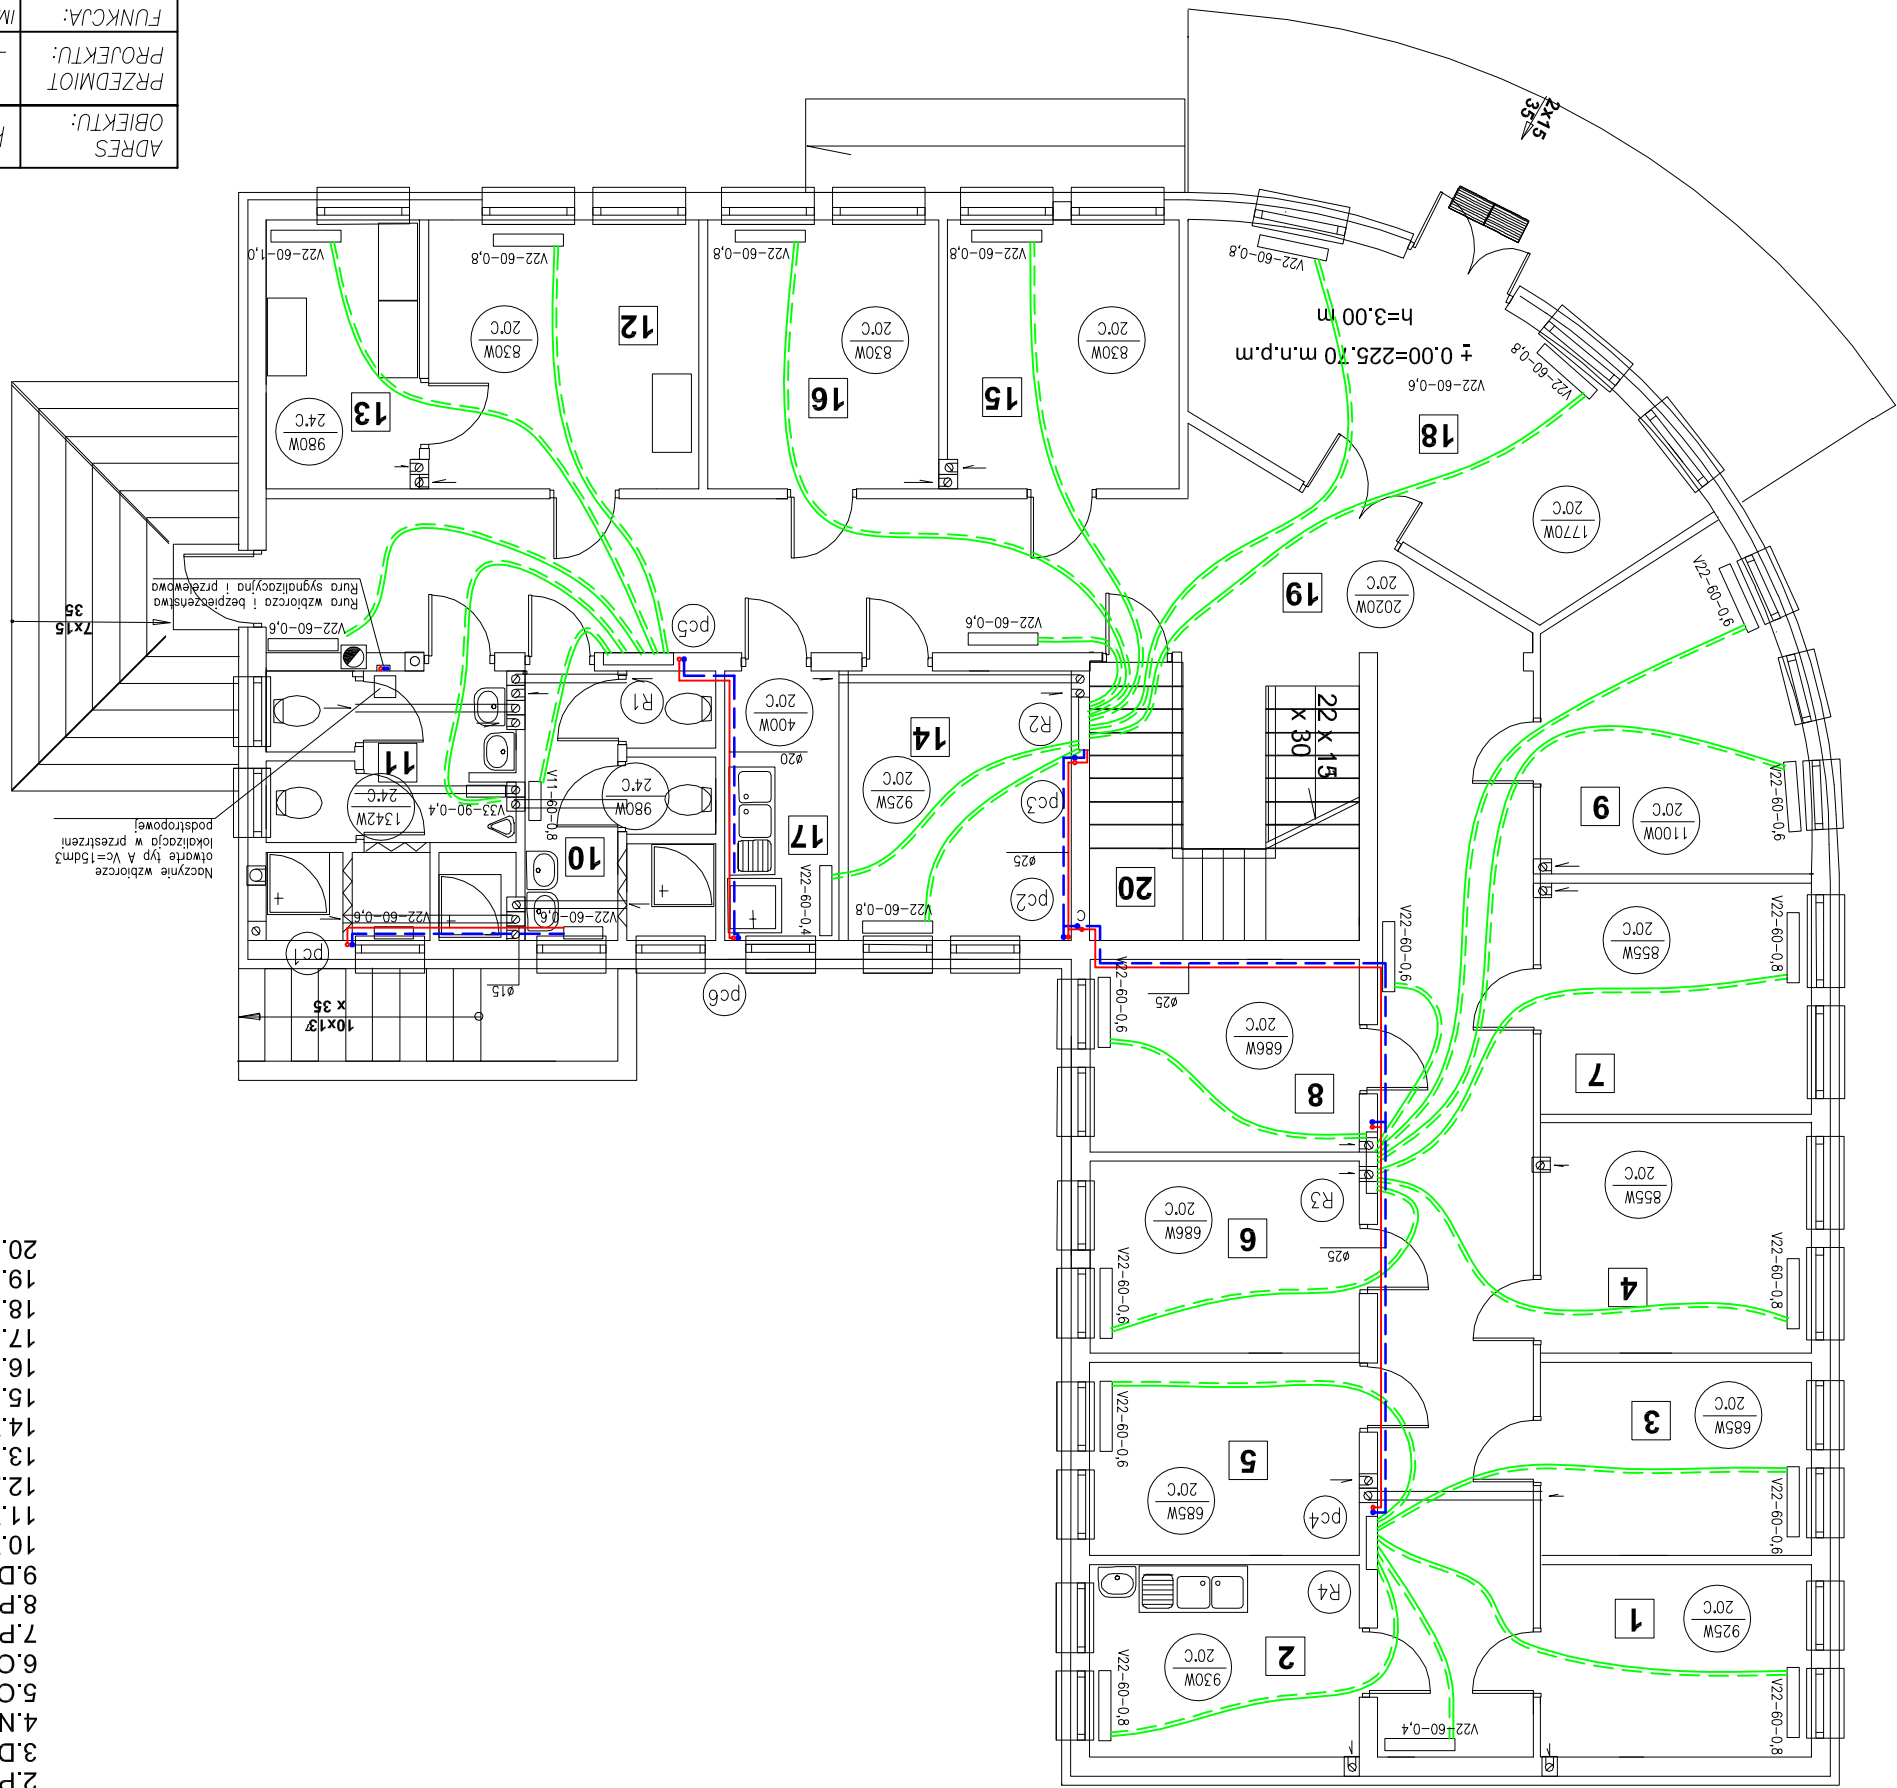 FUNKCJA:
PRZEDMIOT
PROJEKTU:
ADRES
OBIEKTU:
2x15
35
V22-60-1,0
V22-60-0,8
V22-60-0,8
V22-60-0,8
V22-60-0,8
V22-60-0,8
h=3.00 m
± 0.00=225.70 m.n.p.m
V22-60-0,6
12
830W
20°C
830W
20°C
830W
20°C
13
980W
24°C
16
15
18
1770W
20°C
V22-60-0,6
Rura wzbiorcza i bezpieczeństwa
Rura sygnalizacyjna i przelewowa
7x15
35
V22-60-0,6
pc5
V22-60-0,6
19
2020W
20°C
R1
400W
20°C
R2
14
22 x 15
x 30
11
1342W
24°C
V33-90-0,4
V11-60-0,8
980W
24°C
ø20
925W
20°C
pc3
9
1100W
20°C
V22-60-0,6
Naczynie wzbiorcze
otwarte typ A Vc=15dm3
lokalizacja w przestrzeni
podstropowej
10
17
V22-60-0,4
ø25
20
pc2
C
V22-60-0,6
V22-60-0,6
V22-60-0,8
V22-60-0,6
855W
20°C
V22-60-0,8
pc1
10x13
x 35
ø15
pc6
V22-60-0,6
ø25
686W
20°C
8
7
R3
686W
20°C
6
ø25
V22-60-0,6
855W
20°C
4
V22-60-0,8
V22-60-0,6
5
685W
20°C
pc4
3
685W
20°C
V22-60-0,6
R4
2
930W
20°C
V22-60-0,8
V22-60-0,4
1
925W
20°C
V22-60-0,8
20.
19.
18.
17.
16.
15.
14.
13.
12.
11.
10.
9.D
8.P
7.P
6.O
5.O
4.N
3.D
2.P